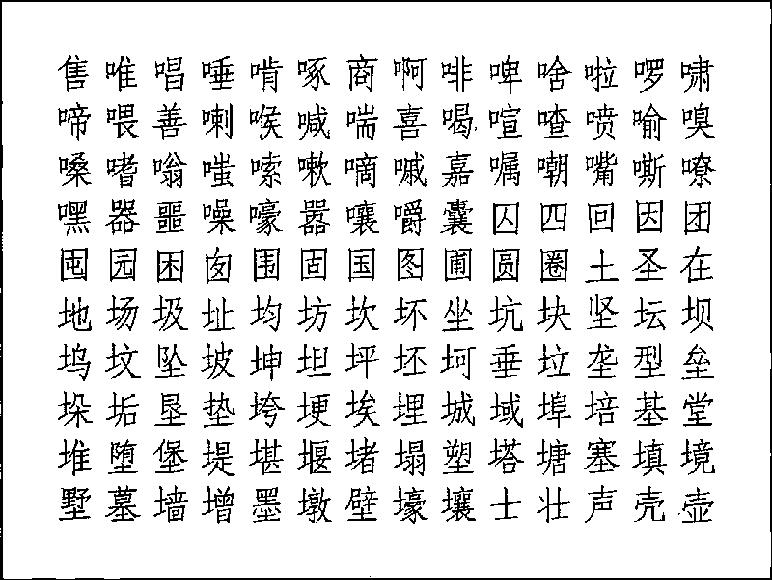 售唯唱唾啃啄商啊啡啤啥啦啰啸
啼喂善喇喉喊喘喜喝喧喳喷喻嗅
嗓嗜嗡嗤嗦嗽嘀嘁嘉嘱嘲嘴嘶嘹
嘿器噩噪嚎嚣嚷嚼囊囚四回因团
囤园困囱围固国图圃圆圈土圣在
地场圾址均坊坎坏坐坑块坚坛坝
坞坟坠坡坤坦坪坯坷垂垃垄型垒
垛垢垦垫垮埂埃埋城域埠培基堂
堆堕堡堤堪堰堵塌塑塔塘塞填境
墅墓墙增墨墩壁壕壤士壮声壳壶